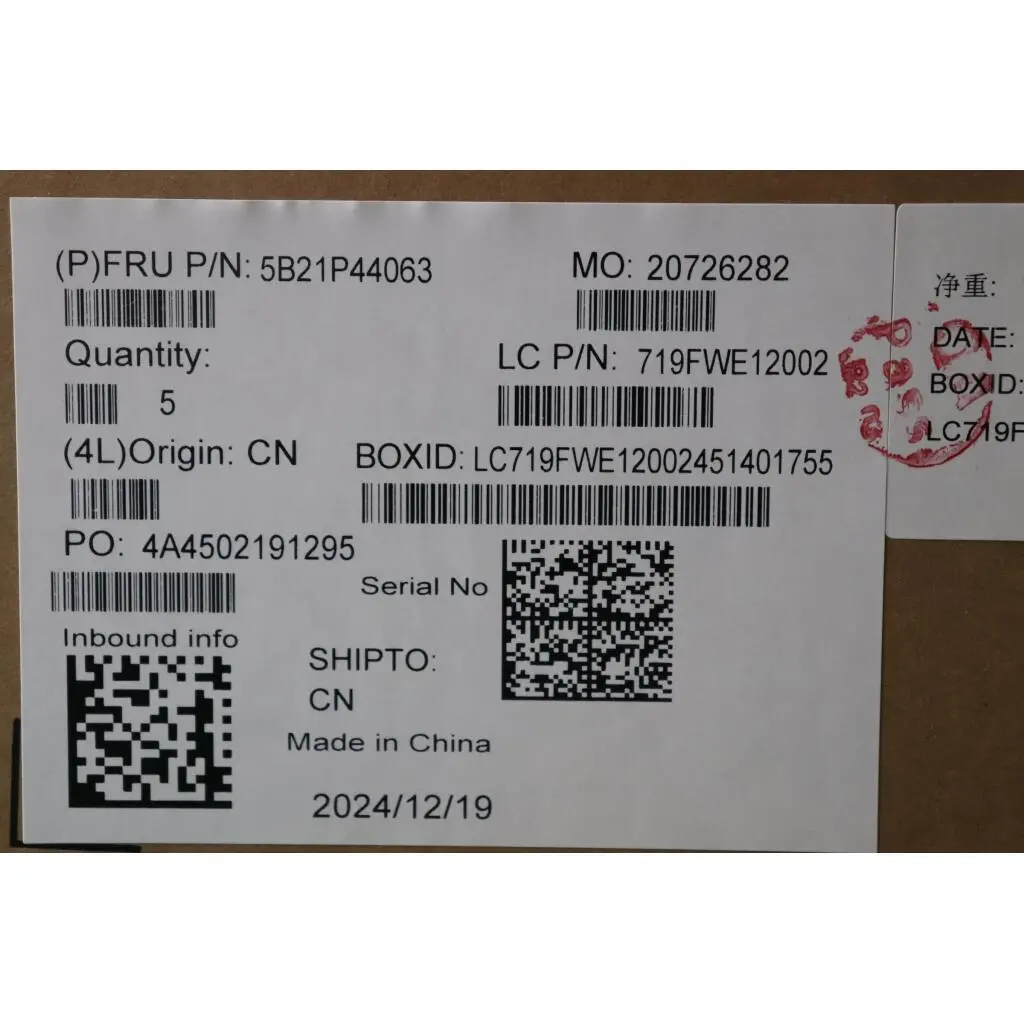 (P)FRU P/N: 5B21P44063
MO: 20726282
Quantity:
5
LC P/N: 719FWE12002
(4L)Origin: CN
BOXID: LC719FWE12002451401755
PO: 4A4502191295
Serial No
Inbound info
SHIPTO:
CN
Made in China
2024/12/19
净重:
DATE:
BOXID:
LC719F